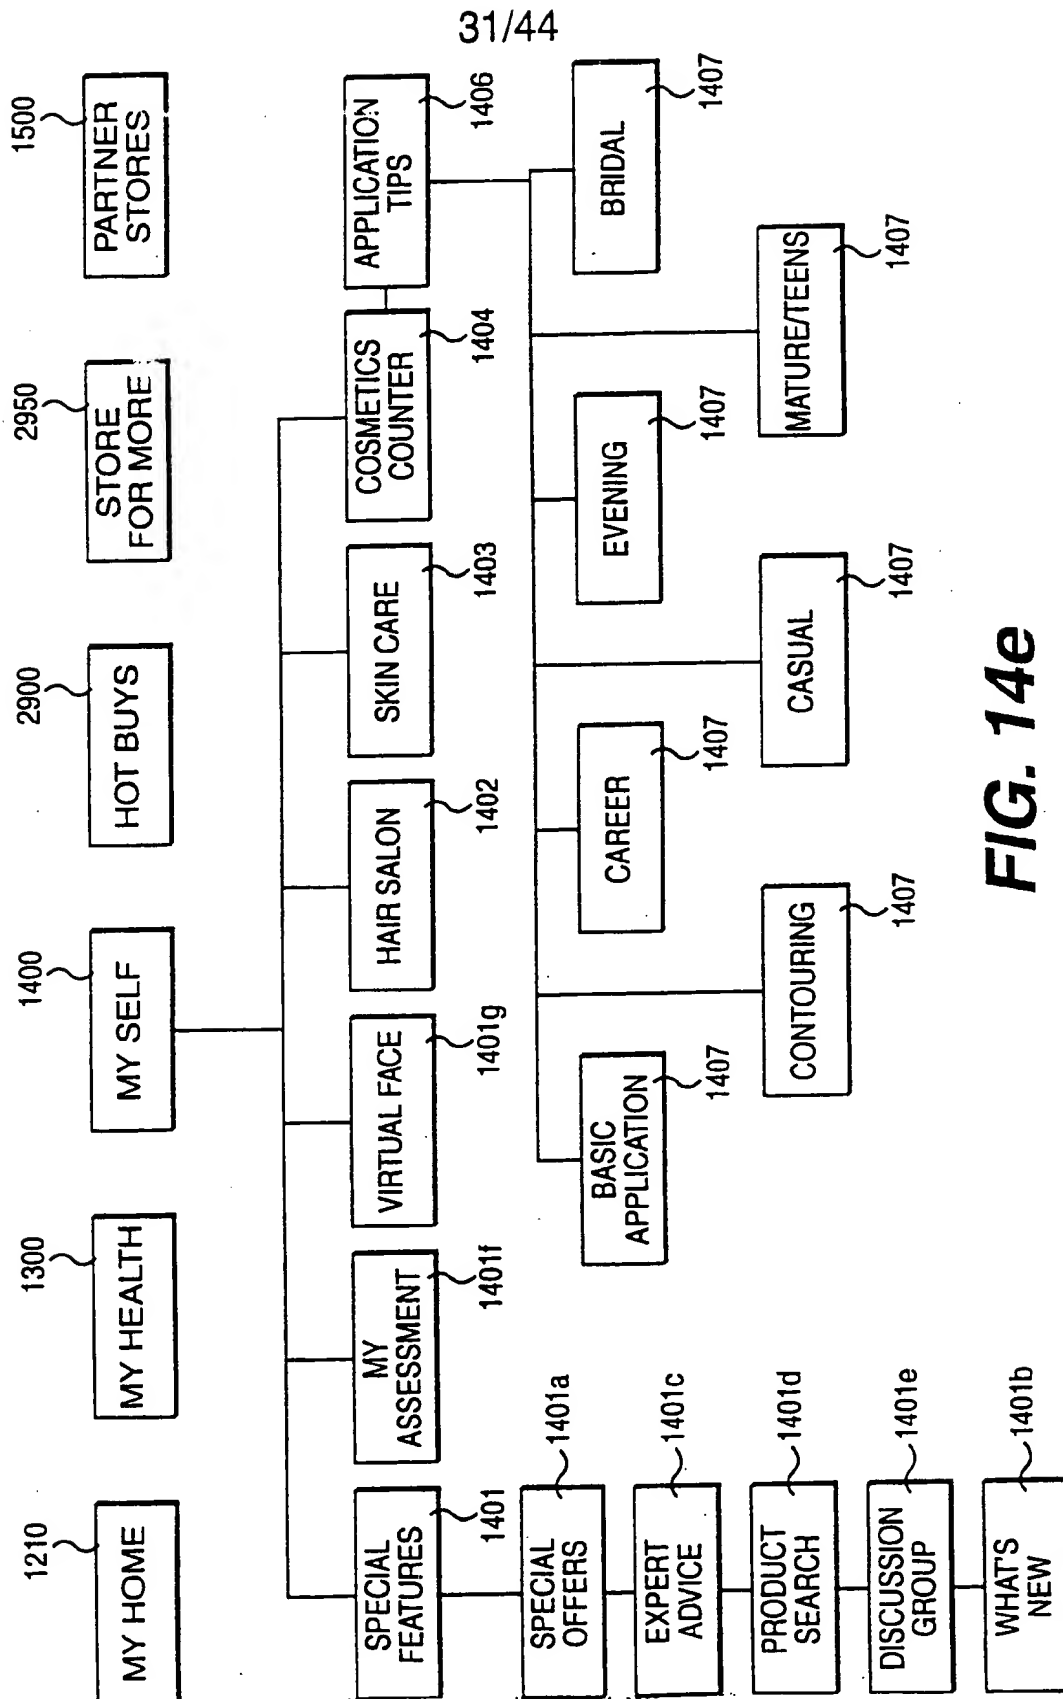 31/44
1210
MY HOME
1300
MY HEALTH
1400
MY SELF
2900
HOT BUYS
2950
STORE
FOR MORE
1500
PARTNER
STORES
SPECIAL
FEATURES
1401
MY
ASSESSMENT
1401f
VIRTUAL FACE
1401g
HAIR SALON
1402
SKIN CARE
1403
COSMETICS
COUNTER
1404
APPLICATION
TIPS
1406
SPECIAL
OFFERS
1401a
EXPERT
ADVICE
1401c
PRODUCT
SEARCH
1401d
DISCUSSION
GROUP
1401e
WHAT'S
NEW
1401b
BASIC
APPLICATION
1407
CAREER
1407
EVENING
1407
BRIDAL
1407
CONTOURING
1407
CASUAL
1407
MATURE/TEENS
1407
FIG. 14e